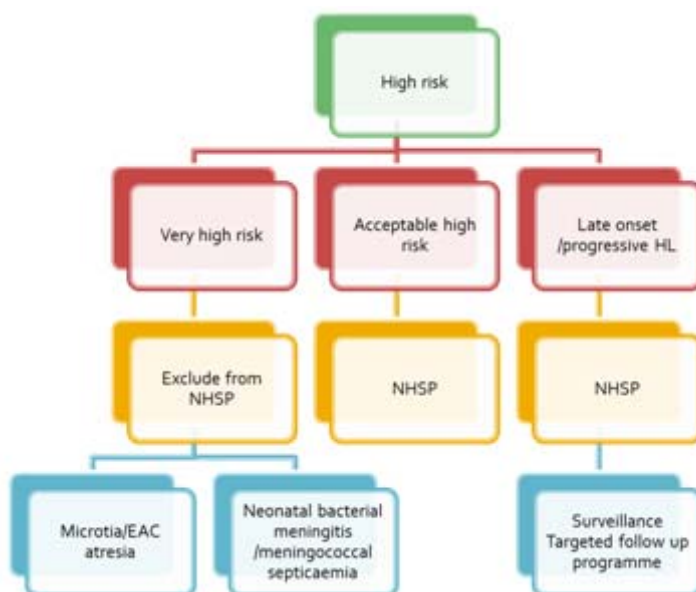 High risk
Very high risk
Acceptable high
risk
Late onset
/progressive HL
Exclude from
NHSP
NHSP
NHSP
Microtia/EAC
atresia
Neonatal bacterial
meningitis
/meningococcal
septicaemia
Surveillance
Targeted follow up
programme